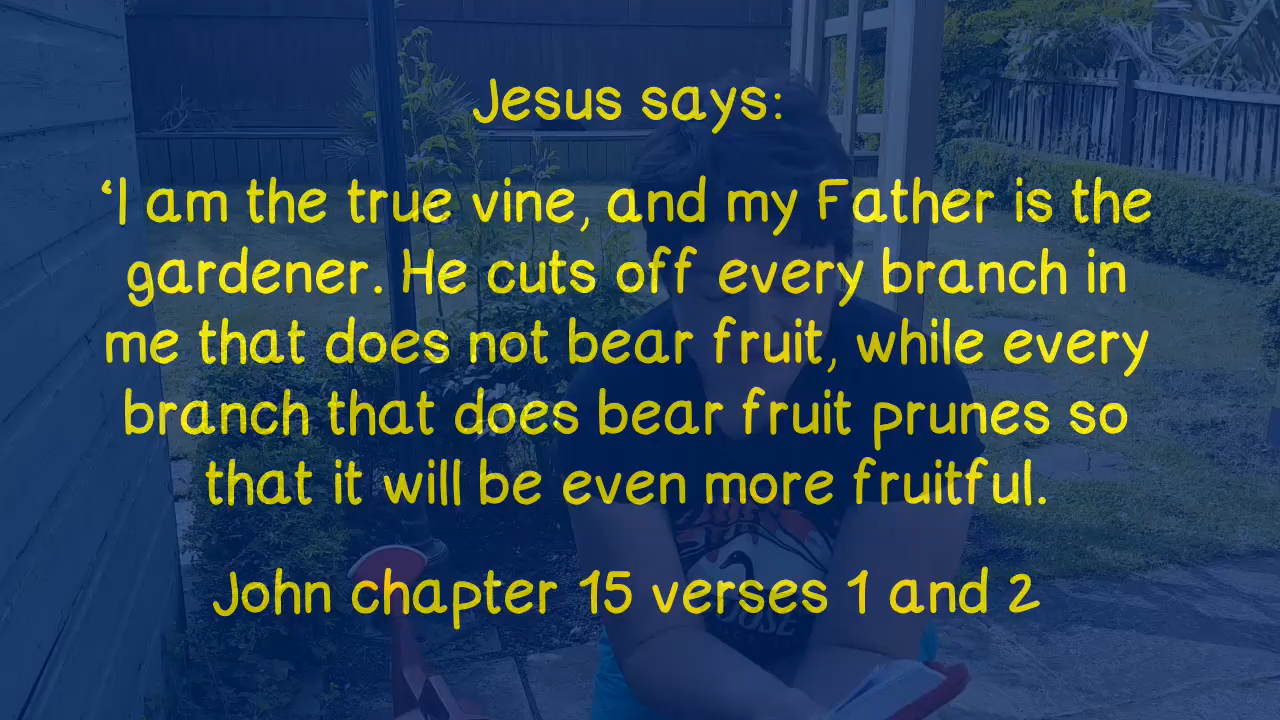 Jesus says:
‘I am the true vine, and my Father is the
gardener. He cuts off every branch in
me that does not bear fruit, while every
branch that does bear fruit prunes so
that it will be even more fruitful.
John chapter 15 verses 1 and 2